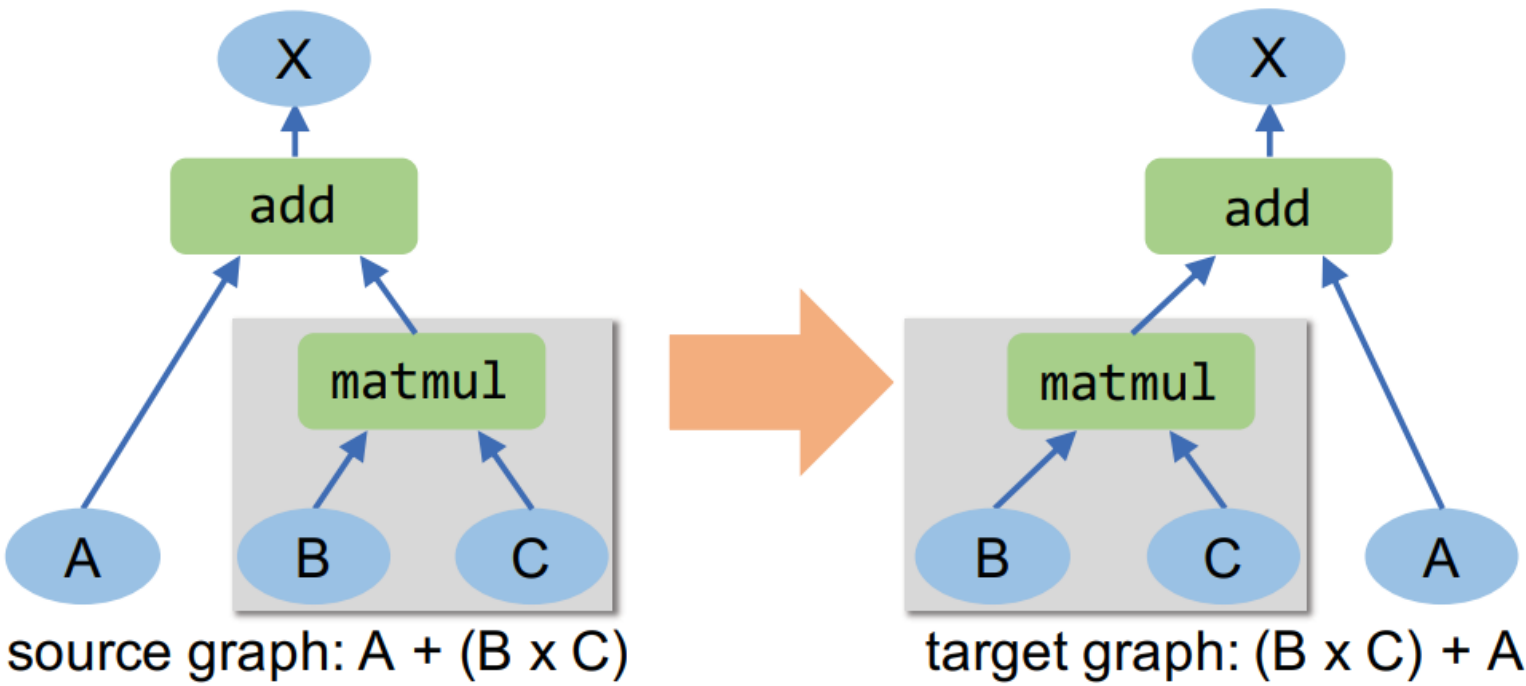 X
add
matmul
A
B
C
source graph: A + (B x C)
X
add
matmul
B
C
A
target graph: (B x C) + A